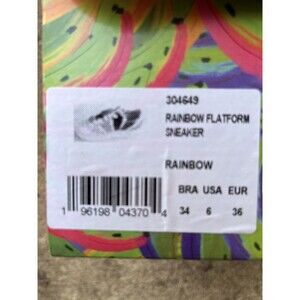 304649
RAINBOW FLATFORM
SNEAKER
RAINBOW
BRA USA EUR
34 6 36
1 96198 04370 4